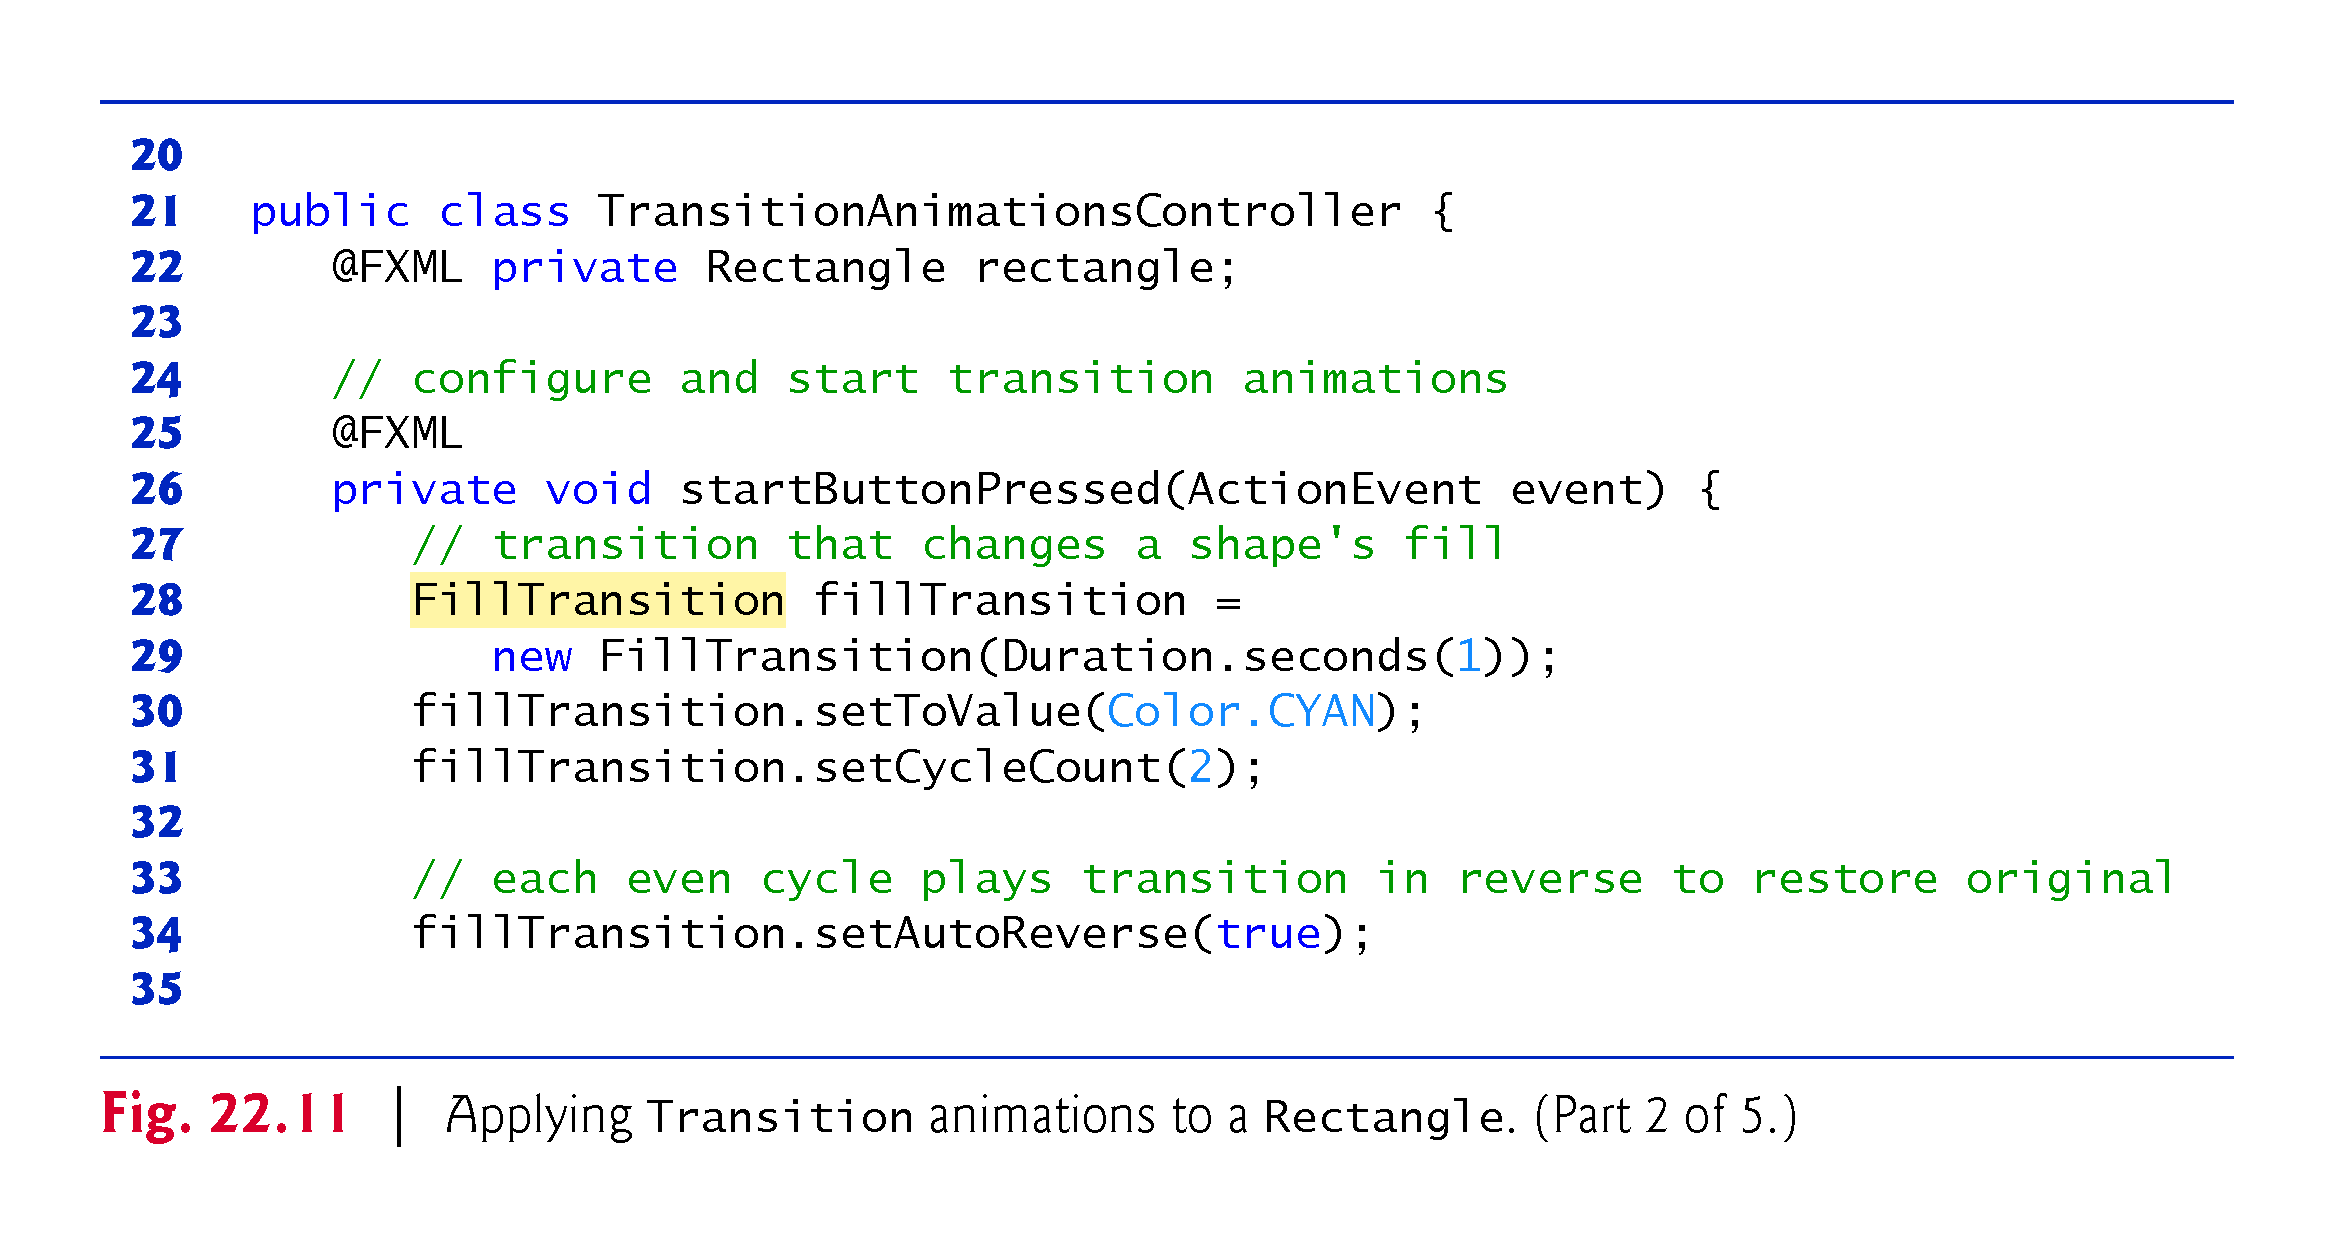 20
21 public class TransitionAnimationsController {
22 @FXML private Rectangle rectangle;
23
24 // configure and start transition animations
25 @FXML
26 private void startButtonPressed(ActionEvent event) {
27 // transition that changes a shape's fill
28 FillTransition fillTransition =
29 new FillTransition(Duration.seconds(1));
30 fillTransition.setToValue(Color.CYAN);
31 fillTransition.setCycleCount(2);
32
33 // each even cycle plays transition in reverse to restore original
34 fillTransition.setAutoReverse(true);
35
Fig. 22.11 | Applying Transition animations to a Rectangle. (Part 2 of 5.)